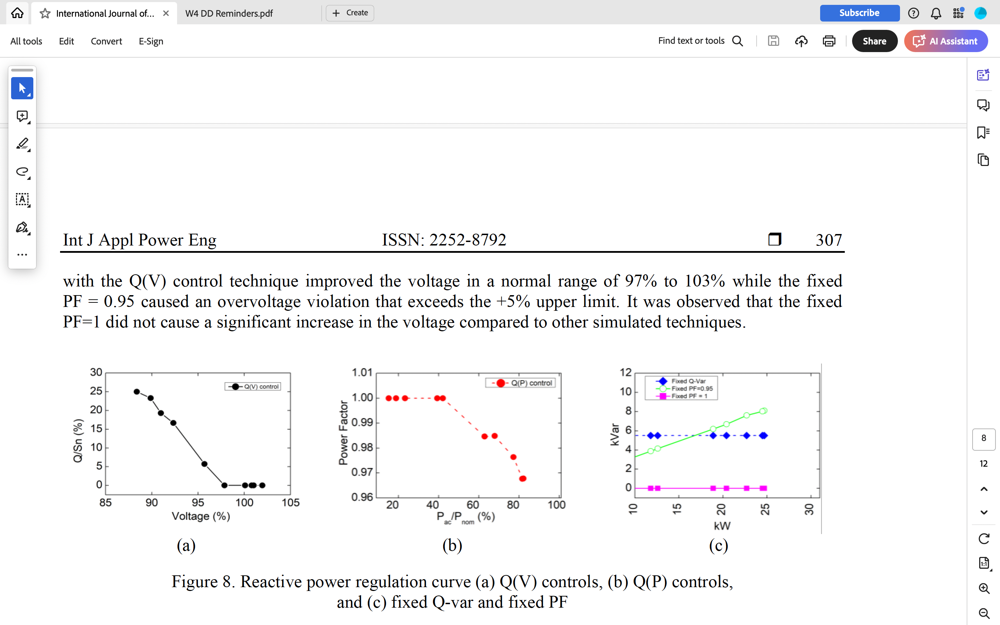 International Journal of...
W4 DD Reminders.pdf
Create
Subscribe
All tools
Edit
Convert
E-Sign
Find text or tools
Share
AI Assistant
Int J Appl Power Eng
ISSN: 2252-8792
307
with the Q(V) control technique improved the voltage in a normal range of 97% to 103% while the fixed
PF = 0.95 caused an overvoltage violation that exceeds the +5% upper limit. It was observed that the fixed
PF=1 did not cause a significant increase in the voltage compared to other simulated techniques.
30
25
20
15
10
5
0
Q/Sn (%)
Q(V) control
85 90 95 100 105
Voltage (%)
(a)
1.01
1.00
0.99
0.98
0.97
0.96
Power Factor
Q(P) control
20 40 60 80 100
Pac/Pnom (%)
(b)
12
10
8
6
4
2
0
kVar
Fixed Q-Var
Fixed PF=0.95
Fixed PF = 1
10 15 20 25 30
kW
(c)
Figure 8. Reactive power regulation curve (a) Q(V) controls, (b) Q(P) controls,
and (c) fixed Q-var and fixed PF
8
12
1:1